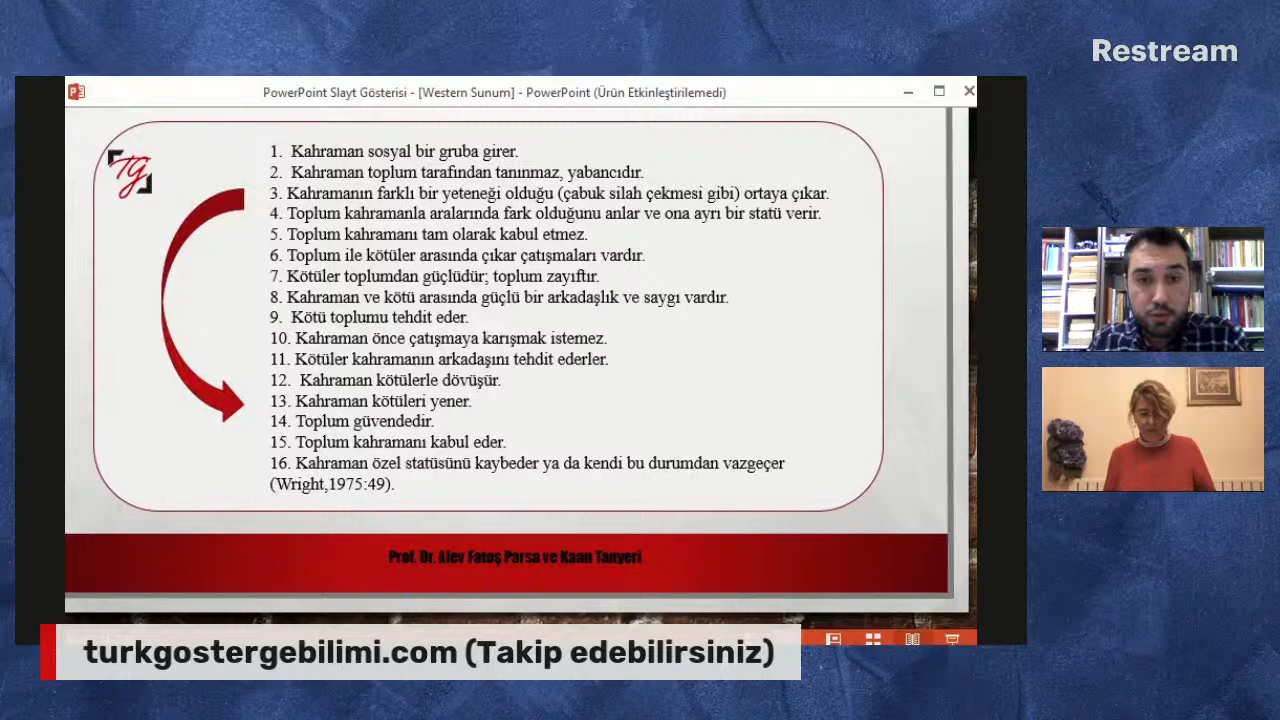 Restream
PowerPoint Slayt Gösterisi - [Western Sunum] - PowerPoint (Ürün Etkinleştirilemedi)
TG
1. Kahraman sosyal bir gruba girer.
2. Kahraman toplum tarafından tanınmaz, yabancıdır.
3. Kahramanın farklı bir yeteneği olduğu (çabuk silah çekmesi gibi) ortaya çıkar.
4. Toplum kahramanla aralarında fark olduğunu anlar ve ona ayrı bir statü verir.
5. Toplum kahramanı tam olarak kabul etmez.
6. Toplum ile kötüler arasında çıkar çatışmaları vardır.
7. Kötüler toplumdan güçlüdür; toplum zayıftır.
8. Kahraman ve kötü arasında güçlü bir arkadaşlık ve saygı vardır.
9. Kötü toplumu tehdit eder.
10. Kahraman önce çatışmaya karışmak istemez.
11. Kötüler kahramanın arkadaşını tehdit ederler.
12. Kahraman kötülerle dövüşür.
13. Kahraman kötüleri yener.
14. Toplum güvendedir.
15. Toplum kahramanı kabul eder.
16. Kahraman özel statüsünü kaybeder ya da kendi bu durumdan vazgeçer
(Wright,1975:49).
Prof. Dr. Alev Fatoş Parsa ve Kaan Tanyeri
turkgostergebilimi.com (Takip edebilirsiniz)